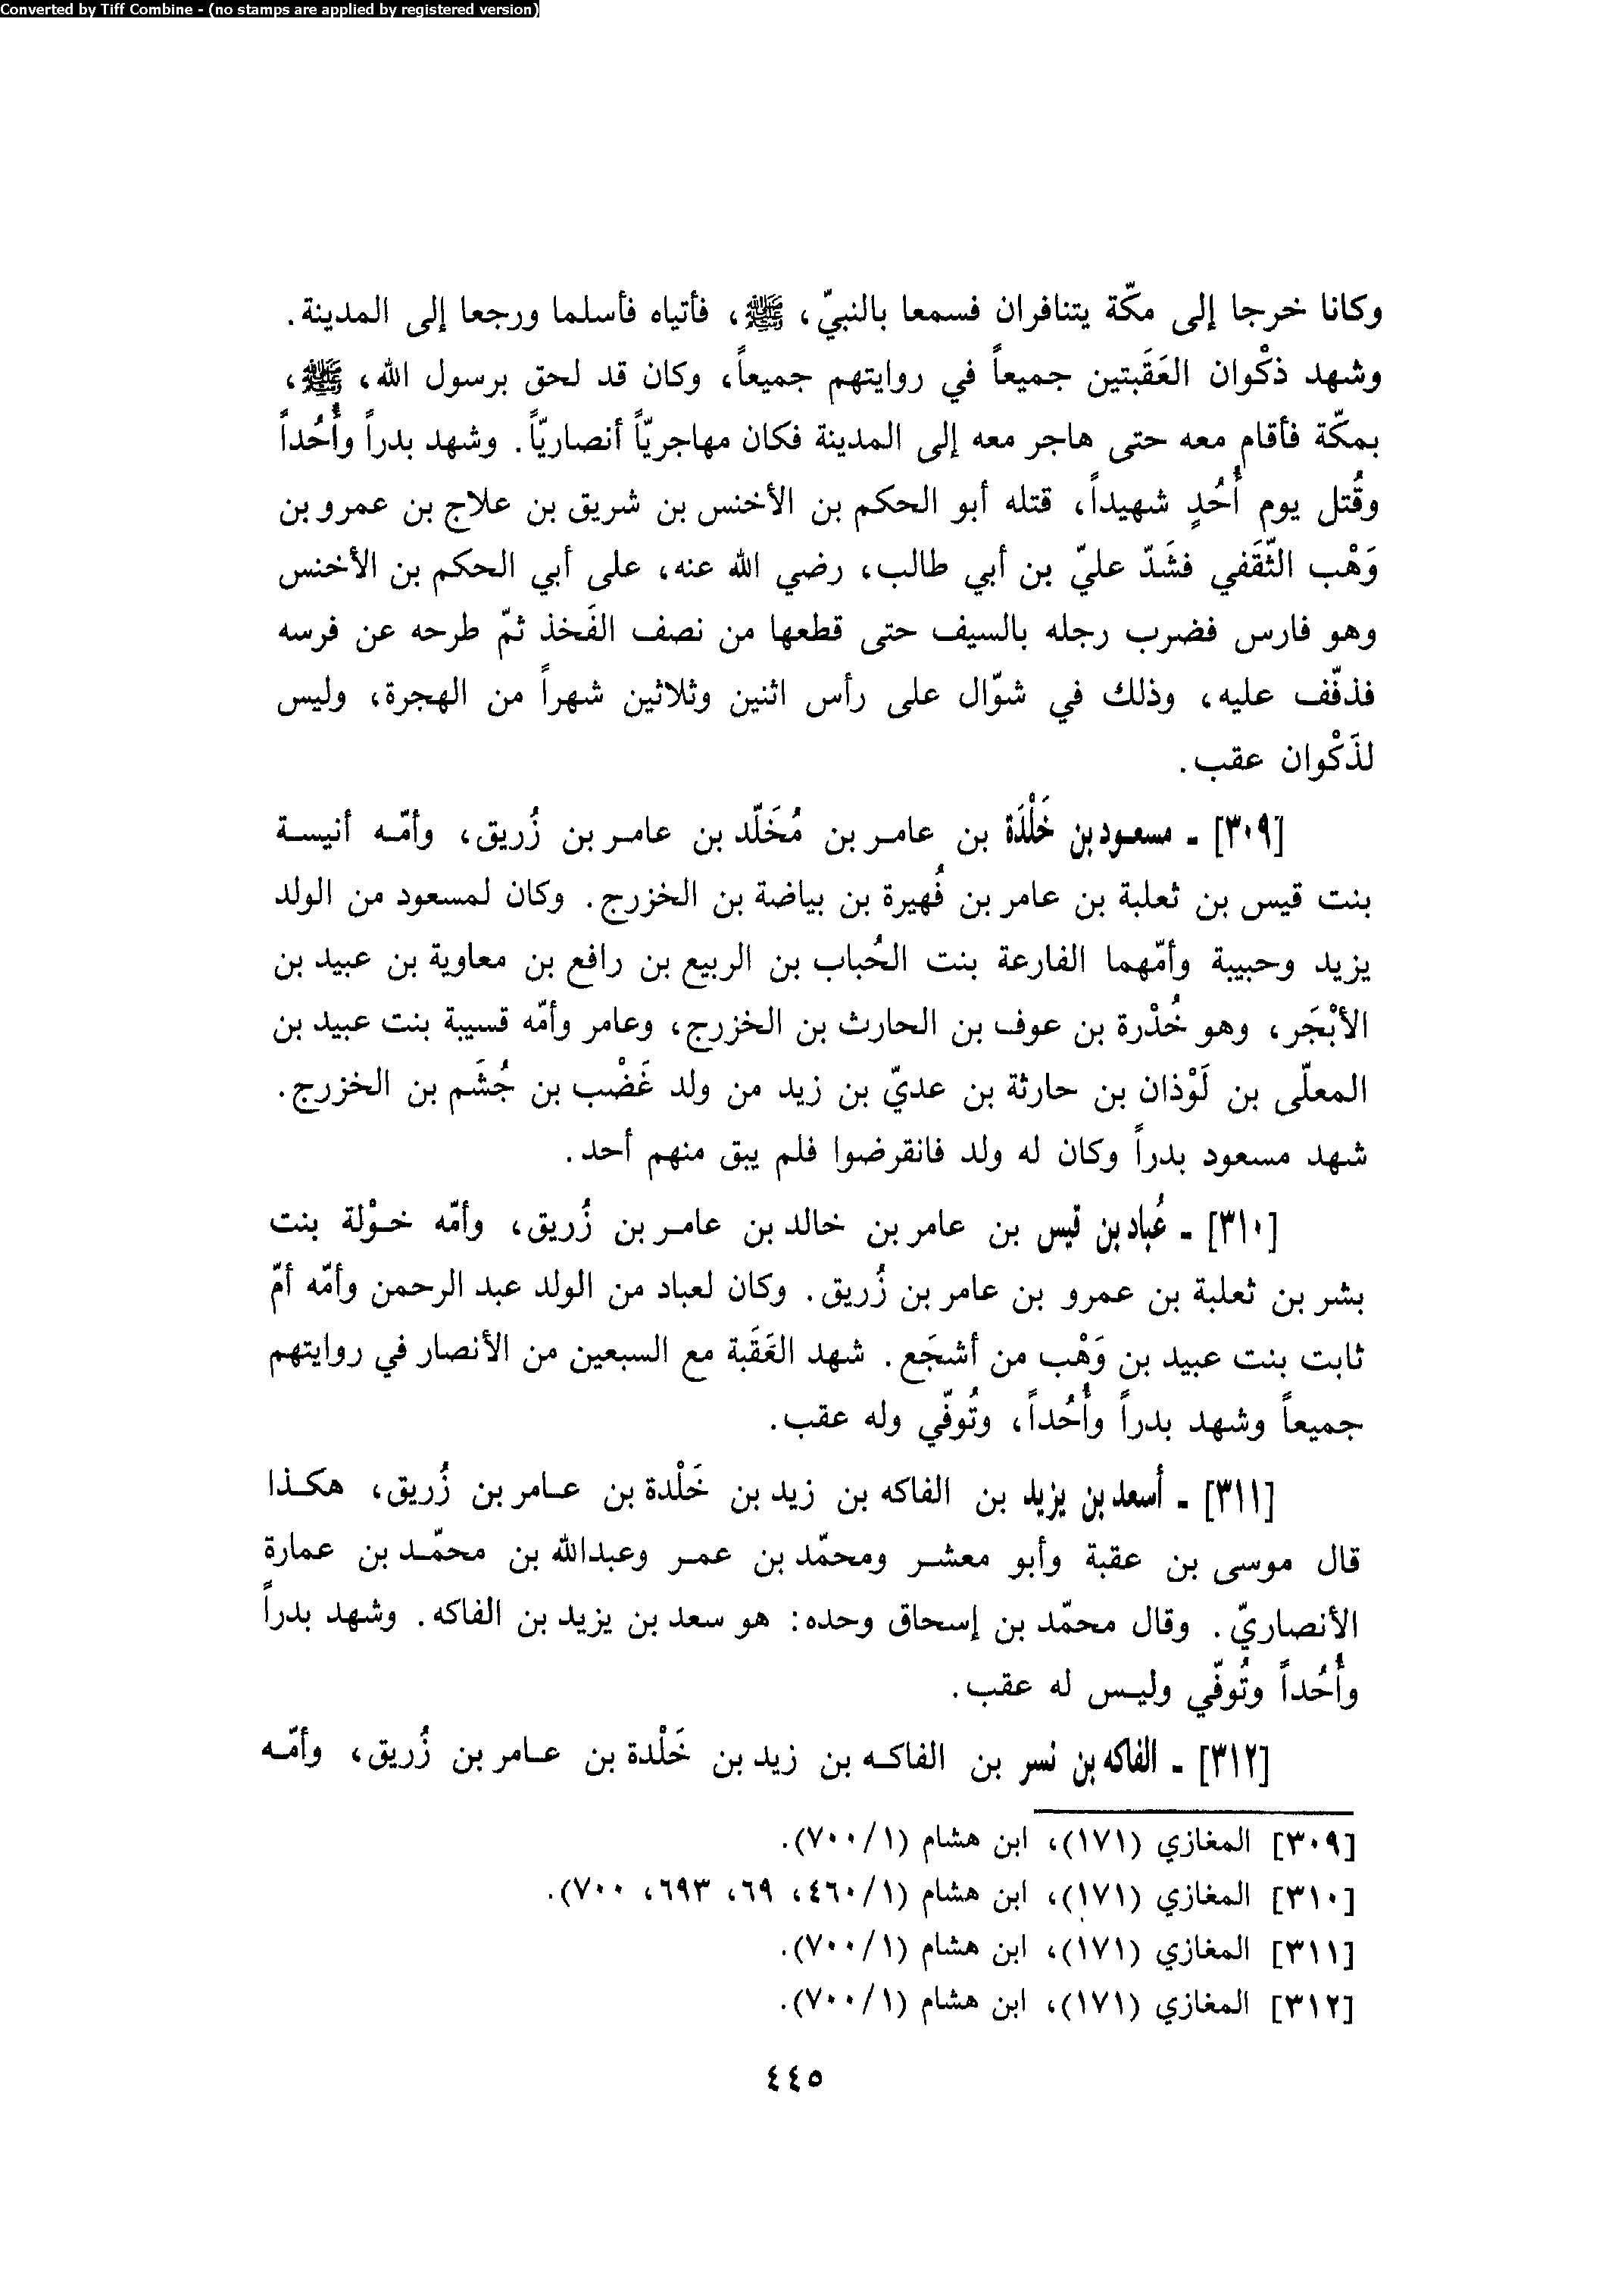 Converted by Tiff Combine - (no stamps are applied by registered version)
وكانا خرجا إلى مكّة يتنافران فسمعا بالنبيّ، ﷺ، فأتياه فأسلما ورجعا إلى المدينة.
وشهد ذكْوان العَقَبتين جميعاً في روايتهم جميعاً، وكان قد لحق برسول الله، ﷺ،
بمكّة فأقام معه حتى هاجر معه إلى المدينة فكان مهاجريّاً أنصاريّاً. وشهد بدراً وأُحُداً
وقُتل يوم أُحُدٍ شهيداً، قتله أبو الحكم بن الأخنس بن شريق بن علاج بن عمرو بن
وَهْب الثّقَفي فشَدّ عليّ بن أبي طالب، رضي الله عنه، على أبي الحكم بن الأخنس
وهو فارس فضرب رجله بالسيف حتى قطعها من نصف الفَخذ ثمّ طرحه عن فرسه
فذفّف عليه، وذلك في شوّال على رأس اثنين وثلاثين شهراً من الهجرة، وليس
لذَكْوان عقب.
[٣٠٩] ـ مسعود بن خَلْدَة بن عامر بن مُخَلّد بن عامر بن زُريق، وأمّه أنيسة
بنت قيس بن ثعلبة بن عامر بن فُهيرة بن بياضة بن الخزرج. وكان لمسعود من الولد
يزيد وحبيبة وأمّهما الفارعة بنت الحُباب بن الربيع بن رافع بن معاوية بن عبيد بن
الأبْجَر، وهو خُدْرة بن عوف بن الحارث بن الخزرج، وعامر وأمّه قسيبة بنت عبيد بن
المعلّى بن لَوْذان بن حارثة بن عديّ بن زيد من ولد غَضْب بن جُشَم بن الخزرج.
شهد مسعود بدراً وكان له ولد فانقرضوا فلم يبق منهم أحد.
[٣١٠] ـ عُباد بن قيس بن عامر بن خالد بن عامر بن زُريق، وأمّه خوْلة بنت
بشر بن ثعلبة بن عمرو بن عامر بن زُريق. وكان لعباد من الولد عبد الرحمن وأمّه أمّ
ثابت بنت عبيد بن وَهْب من أشجَع. شهد العَقَبة مع السبعين من الأنصار في روايتهم
جميعاً وشهد بدراً وأُحُداً، وتُوفّي وله عقب.
[٣١١] ـ أسعد بن يزيد بن الفاكه بن زيد بن خَلْدة بن عامر بن زُريق، هكذا
قال موسى بن عقبة وأبو معشر ومحمّد بن عمر وعبدالله بن محمّد بن عمارة
الأنصاريّ. وقال محمّد بن إسحاق وحده: هو سعد بن يزيد بن الفاكه. وشهد بدراً
وأُحُداً وتُوفّي وليس له عقب.
[٣١٢] ـ الفاكه بن نسر بن الفاكه بن زيد بن خَلْدة بن عامر بن زُريق، وأمّه
[٣٠٩] المغازي (١٧١)، ابن هشام (١/ ٧٠٠).
[٣١٠] المغازي (١٧١)، ابن هشام (١/ ٤٦٠، ٦٩، ٦٩٣، ٧٠٠).
[٣١١] المغازي (١٧١)، ابن هشام (١/ ٧٠٠).
[٣١٢] المغازي (١٧١)، ابن هشام (١/ ٧٠٠).
٤٤٥